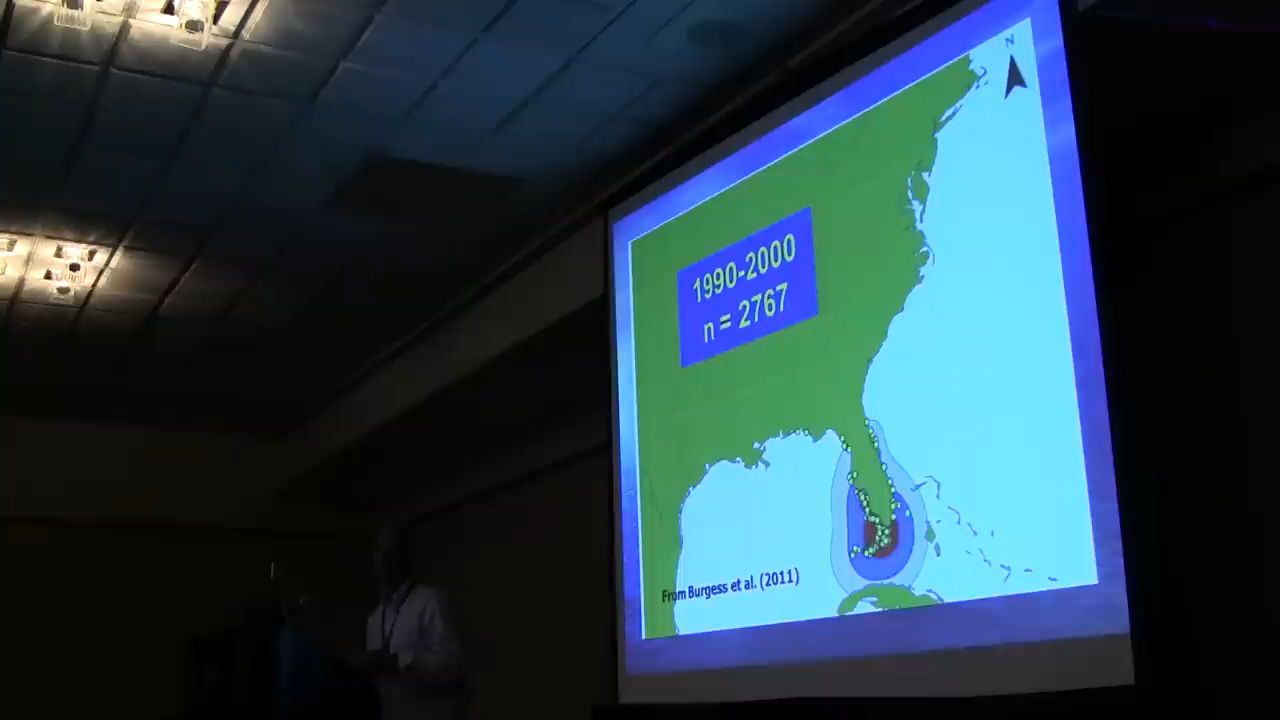 N
1990-2000
n = 2767
From Burgess et al. (2011)